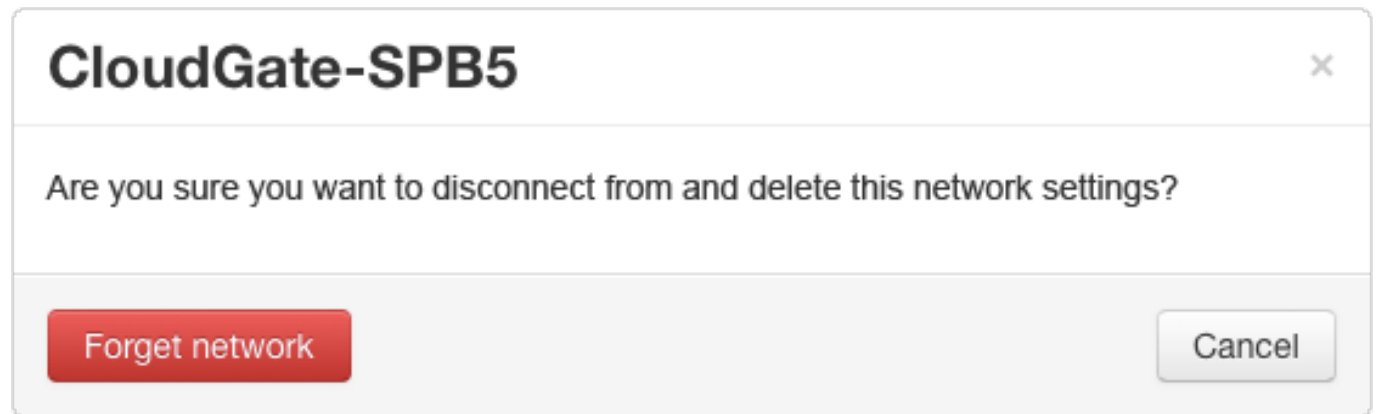 CloudGate-SPB5
×
Are you sure you want to disconnect from and delete this network settings?
Forget network
Cancel